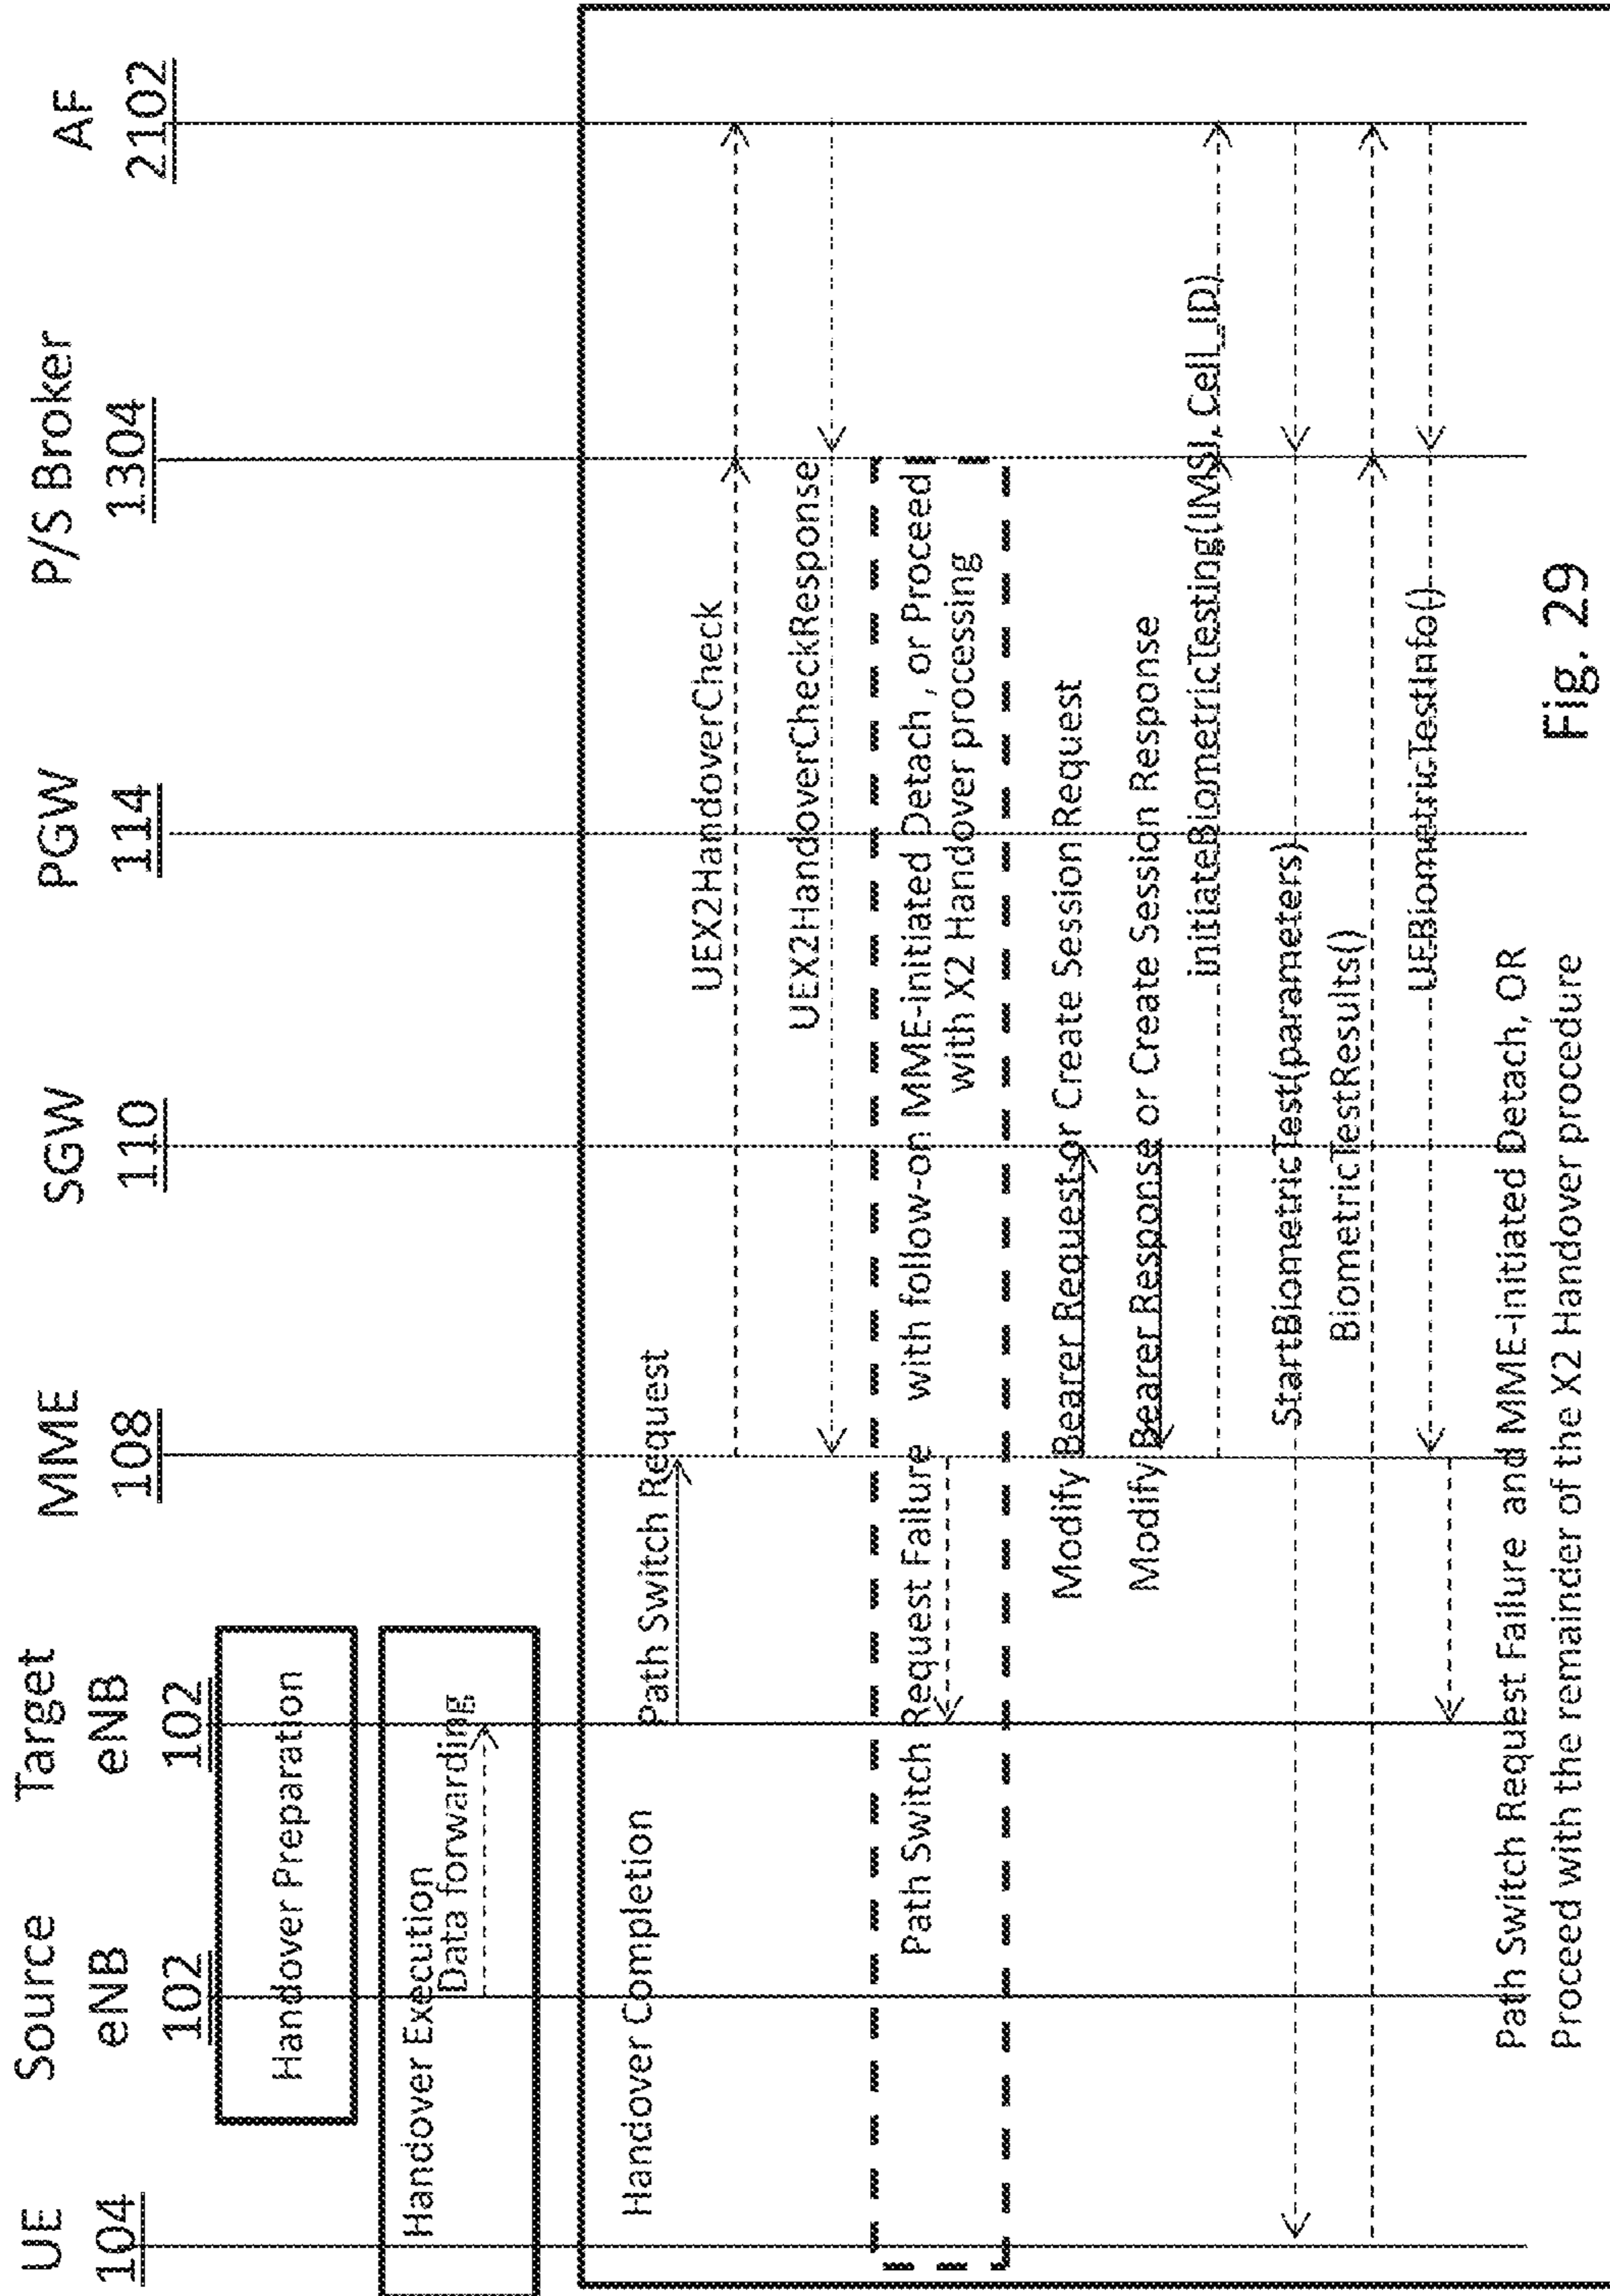 UE
104
Source
eNB
102
Target
eNB
102
MME
108
SGW
110
PGW
114
P/S Broker
1304
AF
2102
Handover Preparation
Handover Execution
Data forwarding
Handover Completion
Path Switch Request
UEX2HandoverCheck
UEX2HandoverCheckResponse
Path Switch Request Failure with follow-on MME-Initiated Detach , or Proceed
with X2 Handover processing
Modify Bearer Request or Create Session Request
Modify Bearer Response or Create Session Response
InitiateBiometricTesting(IMSI, Cell_ID)
StartBiometricTest(parameters)
BiometricTestResults()
UEBiometricTestInfo()
Path Switch Request Failure and MME-Initiated Detach, OR
Proceed with the remainder of the X2 Handover procedure
Fig. 29